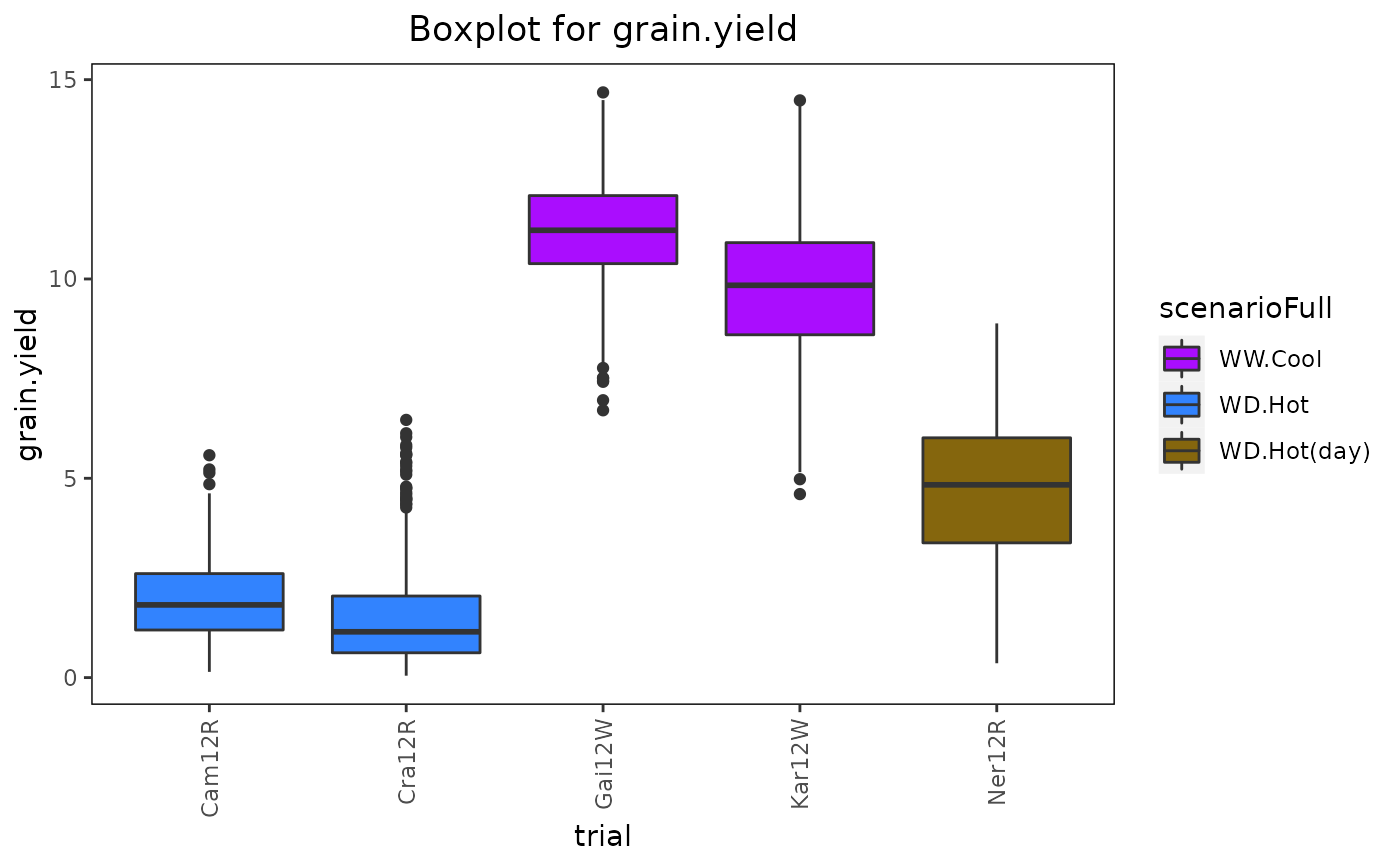 Boxplot for grain.yield
grain.yield
15
10
5
0
Cam12R
Cra12R
Gai12W
Kar12W
Ner12R
trial
scenarioFull
WW.Cool
WD.Hot
WD.Hot(day)